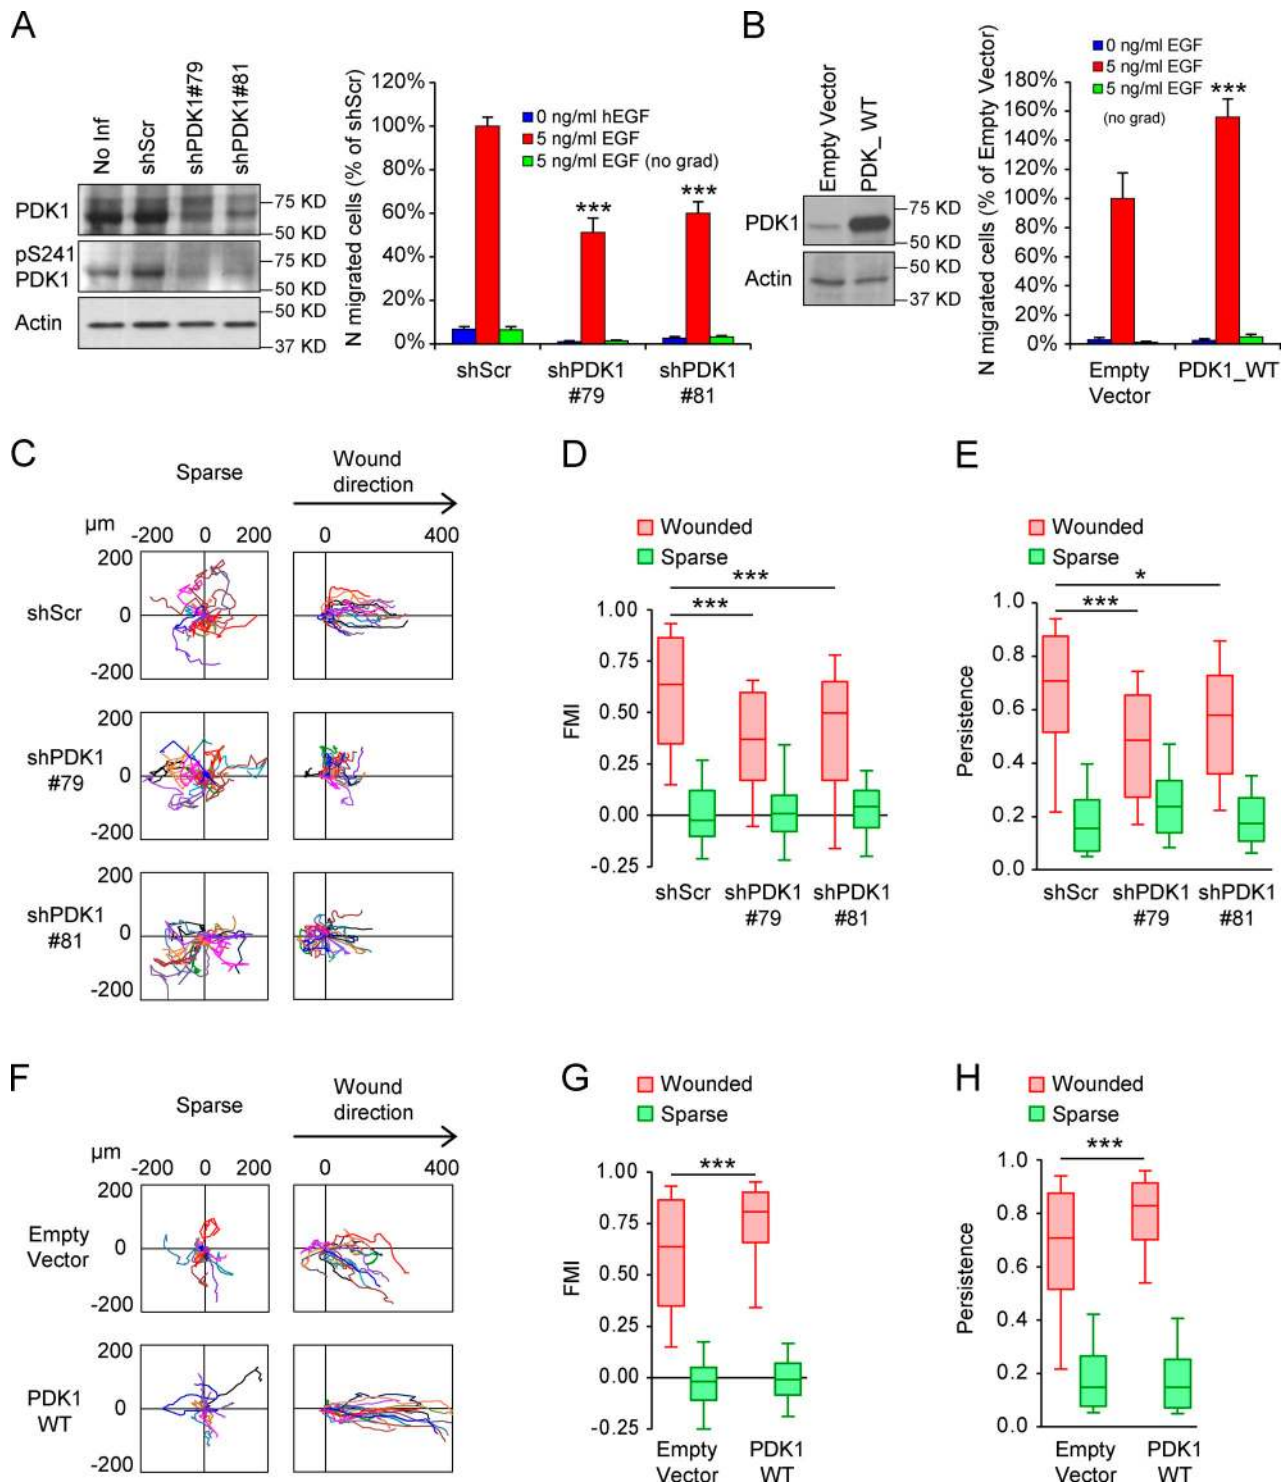 A
No Inf
shScr
shPDK1#79
shPDK1#81
PDK1
75 KD
50 KD
pS241
PDK1
75 KD
50 KD
Actin
50 KD
37 KD
N migrated cells (% of shScr)
120%
100%
80%
60%
40%
20%
0%
0 ng/ml hEGF
5 ng/ml EGF
5 ng/ml EGF (no grad)
***
***
shScr
shPDK1
#79
shPDK1
#81
B
Empty Vector
PDK_WT
PDK1
75 KD
50 KD
Actin
50 KD
37 KD
N migrated cells (% of Empty Vector)
180%
160%
140%
120%
100%
80%
60%
40%
20%
0%
0 ng/ml EGF
5 ng/ml EGF
5 ng/ml EGF
(no grad)
***
Empty
Vector
PDK1_WT
C
Sparse
Wound
direction
µm
-200 0 200
0 400
200
0
-200
shScr
200
0
-200
shPDK1
#79
200
0
-200
shPDK1
#81
D
Wounded
Sparse
***
***
FMI
1.00
0.75
0.50
0.25
0.00
-0.25
shScr
shPDK1
#79
shPDK1
#81
E
Wounded
Sparse
*
***
Persistence
1.0
0.8
0.6
0.4
0.2
0.0
shScr
shPDK1
#79
shPDK1
#81
F
Sparse
Wound
direction
µm
-200 0 200
0 400
200
0
-200
Empty
Vector
200
0
-200
PDK1
WT
G
Wounded
Sparse
***
FMI
1.00
0.75
0.50
0.25
0.00
-0.25
Empty
Vector
PDK1
WT
H
Wounded
Sparse
***
Persistence
1.0
0.8
0.6
0.4
0.2
0.0
Empty
Vector
PDK1
WT